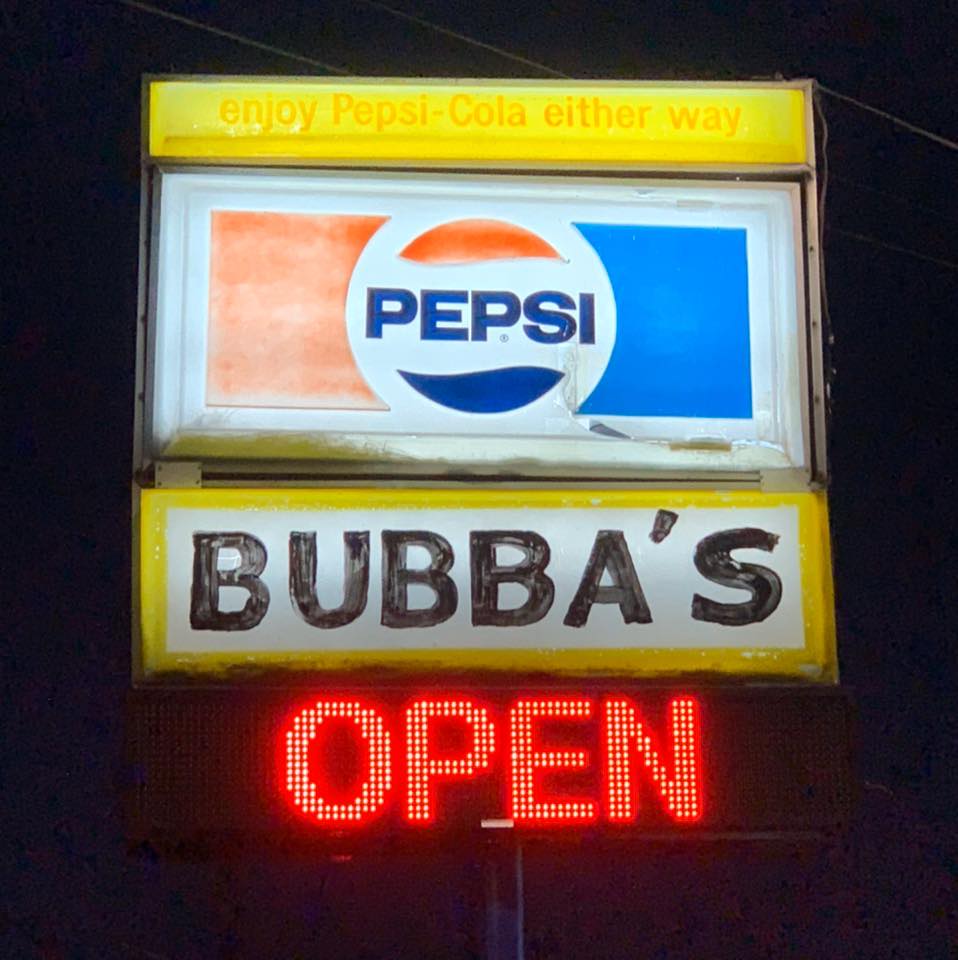 enjoy Pepsi-Cola either way
PEPSI®
BUBBA'S
OPEN